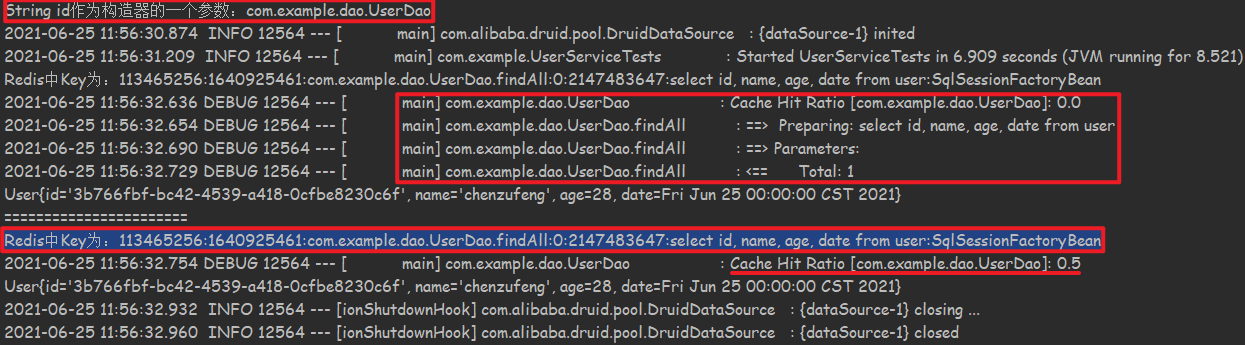 String id作为构造器的一个参数：com.example.dao.UserDao
2021-06-25 11:56:30.874  INFO 12564 --- [           main] com.alibaba.druid.pool.DruidDataSource   : {dataSource-1} inited
2021-06-25 11:56:31.209  INFO 12564 --- [           main] com.example.UserServiceTests             : Started UserServiceTests in 6.909 seconds (JVM running for 8.521)
Redis中Key为：113465256:1640925461:com.example.dao.UserDao.findAll:0:2147483647:select id, name, age, date from user:SqlSessionFactoryBean
2021-06-25 11:56:32.636 DEBUG 12564 --- [           main] com.example.dao.UserDao                  : Cache Hit Ratio [com.example.dao.UserDao]: 0.0
2021-06-25 11:56:32.654 DEBUG 12564 --- [           main] com.example.dao.UserDao.findAll          : ==>  Preparing: select id, name, age, date from user
2021-06-25 11:56:32.690 DEBUG 12564 --- [           main] com.example.dao.UserDao.findAll          : ==> Parameters:
2021-06-25 11:56:32.729 DEBUG 12564 --- [           main] com.example.dao.UserDao.findAll          : <==      Total: 1
User{id='3b766fbf-bc42-4539-a418-0cfbe8230c6f', name='chenzufeng', age=28, date=Fri Jun 25 00:00:00 CST 2021}
=======================
Redis中Key为：113465256:1640925461:com.example.dao.UserDao.findAll:0:2147483647:select id, name, age, date from user:SqlSessionFactoryBean
2021-06-25 11:56:32.754 DEBUG 12564 --- [           main] com.example.dao.UserDao                  : Cache Hit Ratio [com.example.dao.UserDao]: 0.5
User{id='3b766fbf-bc42-4539-a418-0cfbe8230c6f', name='chenzufeng', age=28, date=Fri Jun 25 00:00:00 CST 2021}
2021-06-25 11:56:32.932  INFO 12564 --- [ionShutdownHook] com.alibaba.druid.pool.DruidDataSource   : {dataSource-1} closing ...
2021-06-25 11:56:32.960  INFO 12564 --- [ionShutdownHook] com.alibaba.druid.pool.DruidDataSource   : {dataSource-1} closed